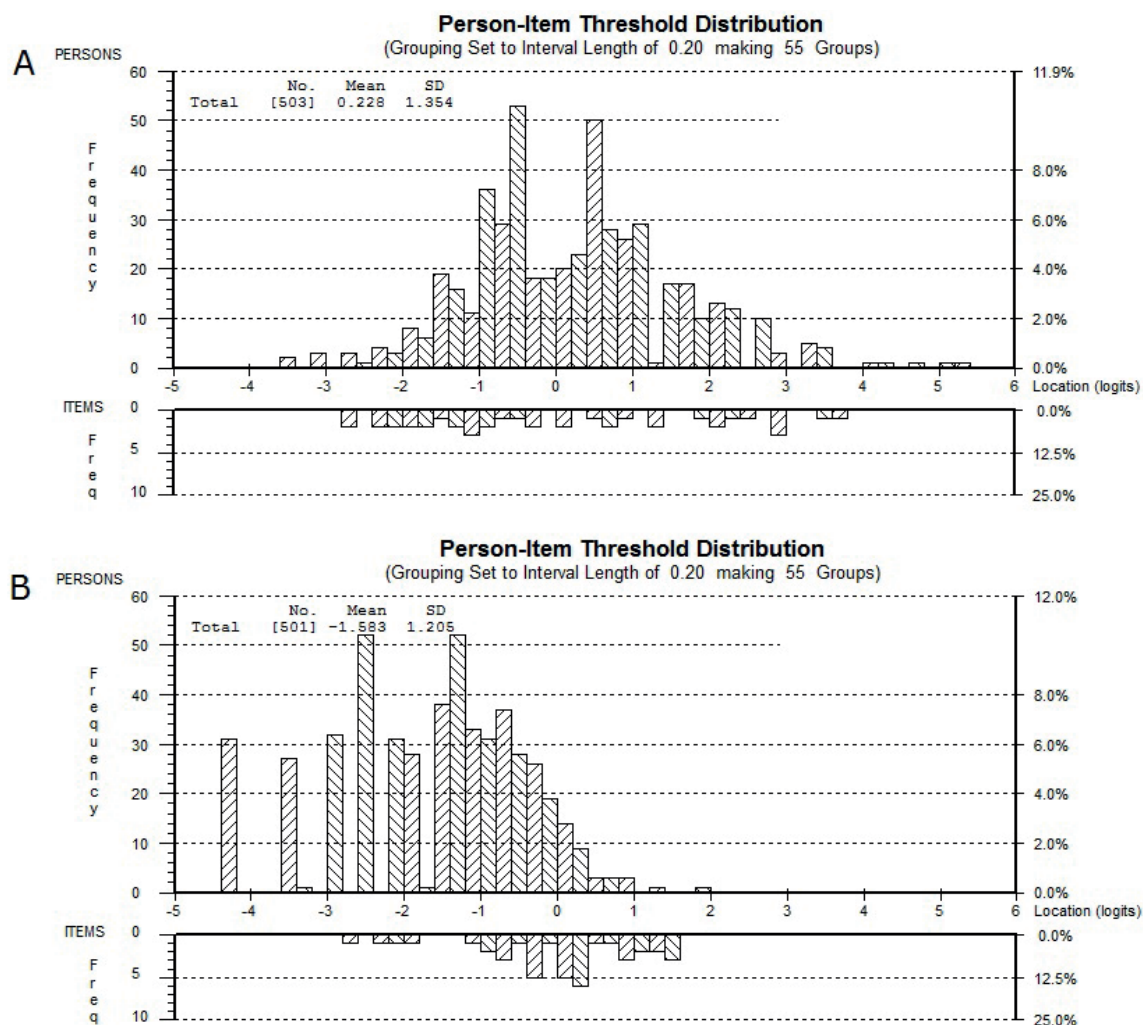 Person-Item Threshold Distribution
(Grouping Set to Interval Length of 0.20 making 55 Groups)
A
PERSONS
60 11.9%
No. Mean SD
Total [503] 0.228 1.354
50
Frequency
40 8.0%
30 6.0%
20 4.0%
10 2.0%
0 0.0%
-5 -4 -3 -2 -1 0 1 2 3 4 5 6 Location (logits)
ITEMS 0 0.0%
Freq
5 12.5%
10 25.0%
Person-Item Threshold Distribution
(Grouping Set to Interval Length of 0.20 making 55 Groups)
B
PERSONS
60 12.0%
No. Mean SD
Total [501] -1.583 1.205
50
Frequency
40 8.0%
30 6.0%
20 4.0%
10 2.0%
0 0.0%
-5 -4 -3 -2 -1 0 1 2 3 4 5 6 Location (logits)
ITEMS 0 0.0%
Freq
5 12.5%
10 25.0%